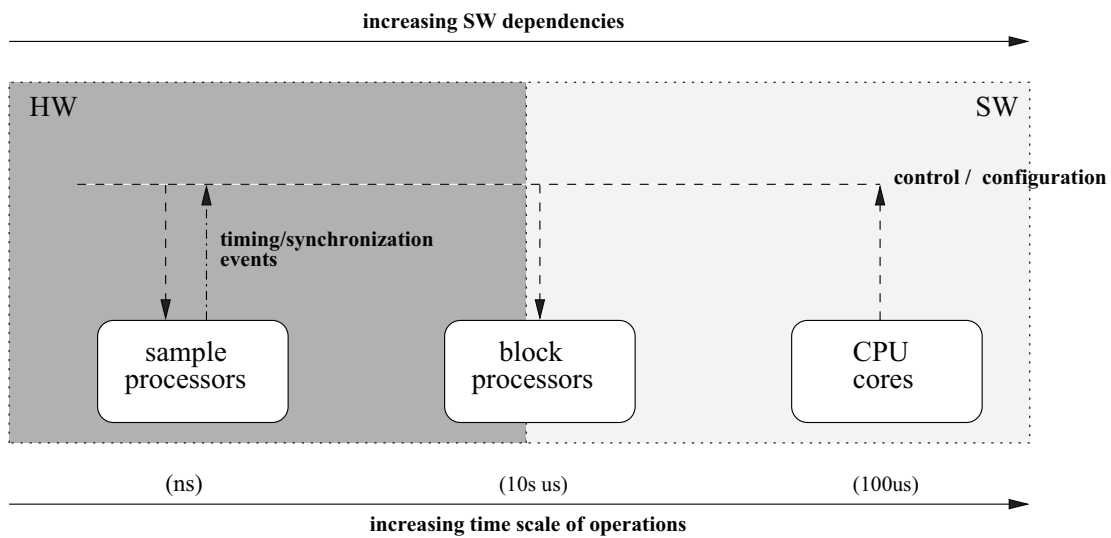 increasing SW dependencies
HW
SW
control / configuration
timing/synchronization
events
sample
processors
block
processors
CPU
cores
(ns)
(10s us)
(100us)
increasing time scale of operations